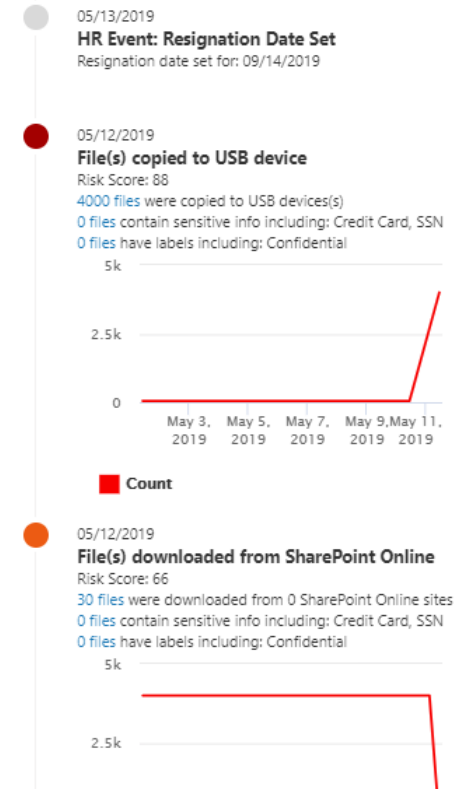 05/13/2019
HR Event: Resignation Date Set
Resignation date set for: 09/14/2019
05/12/2019
File(s) copied to USB device
Risk Score: 88
4000 files were copied to USB devices(s)
0 files contain sensitive info including: Credit Card, SSN
0 files have labels including: Confidential
5k
2.5k
0
May 3, May 5, May 7, May 9, May 11,
2019 2019 2019 2019 2019
Count
05/12/2019
File(s) downloaded from SharePoint Online
Risk Score: 66
30 files were downloaded from 0 SharePoint Online sites
0 files contain sensitive info including: Credit Card, SSN
0 files have labels including: Confidential
5k
2.5k